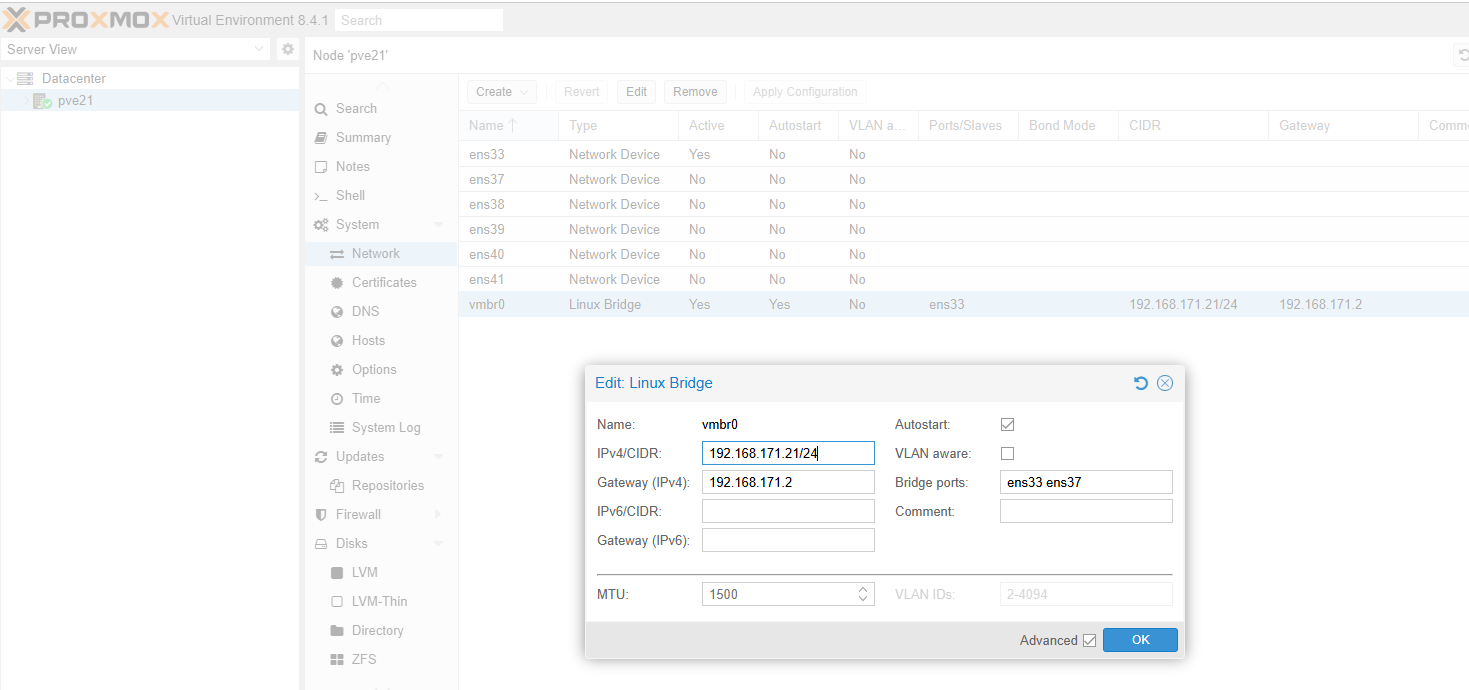 PROXMOX Virtual Environment 8.4.1 Search
Server View
Node 'pve21'
Datacenter
pve21
Search
Summary
Notes
Shell
System
Network
Certificates
DNS
Hosts
Options
Time
System Log
Updates
Repositories
Firewall
Disks
LVM
LVM-Thin
Directory
ZFS
Create Revert Edit Remove Apply Configuration
Name Type Active Autostart VLAN a... Ports/Slaves Bond Mode CIDR Gateway Comme
ens33 Network Device Yes No No
ens37 Network Device No No No
ens38 Network Device No No No
ens39 Network Device No No No
ens40 Network Device No No No
ens41 Network Device No No No
vmbr0 Linux Bridge Yes Yes No ens33 192.168.171.21/24 192.168.171.2
Edit: Linux Bridge
Name: vmbr0 Autostart:
IPv4/CIDR: 192.168.171.21/24 VLAN aware:
Gateway (IPv4): 192.168.171.2 Bridge ports: ens33 ens37
IPv6/CIDR: Comment:
Gateway (IPv6):
MTU: 1500 VLAN IDs: 2-4094
Advanced OK